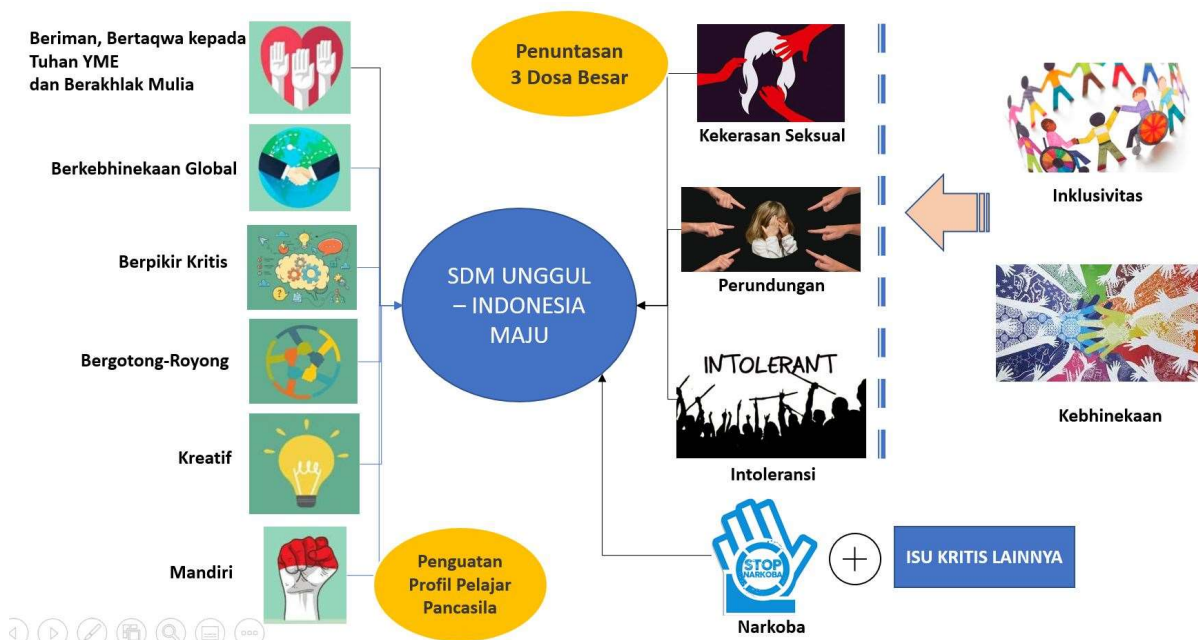 Beriman, Bertaqwa kepada
Tuhan YME
dan Berakhlak Mulia
Berkebhinekaan Global
Berpikir Kritis
Bergotong-Royong
Kreatif
Mandiri
Penguatan
Profil Pelajar
Pancasila
SDM UNGGUL
– INDONESIA
MAJU
Penuntasan
3 Dosa Besar
Kekerasan Seksual
Perundungan
INTOLERANT
Intoleransi
STOP
NARKOBA
Narkoba
ISU KRITIS LAINNYA
Inklusivitas
Kebhinekaan